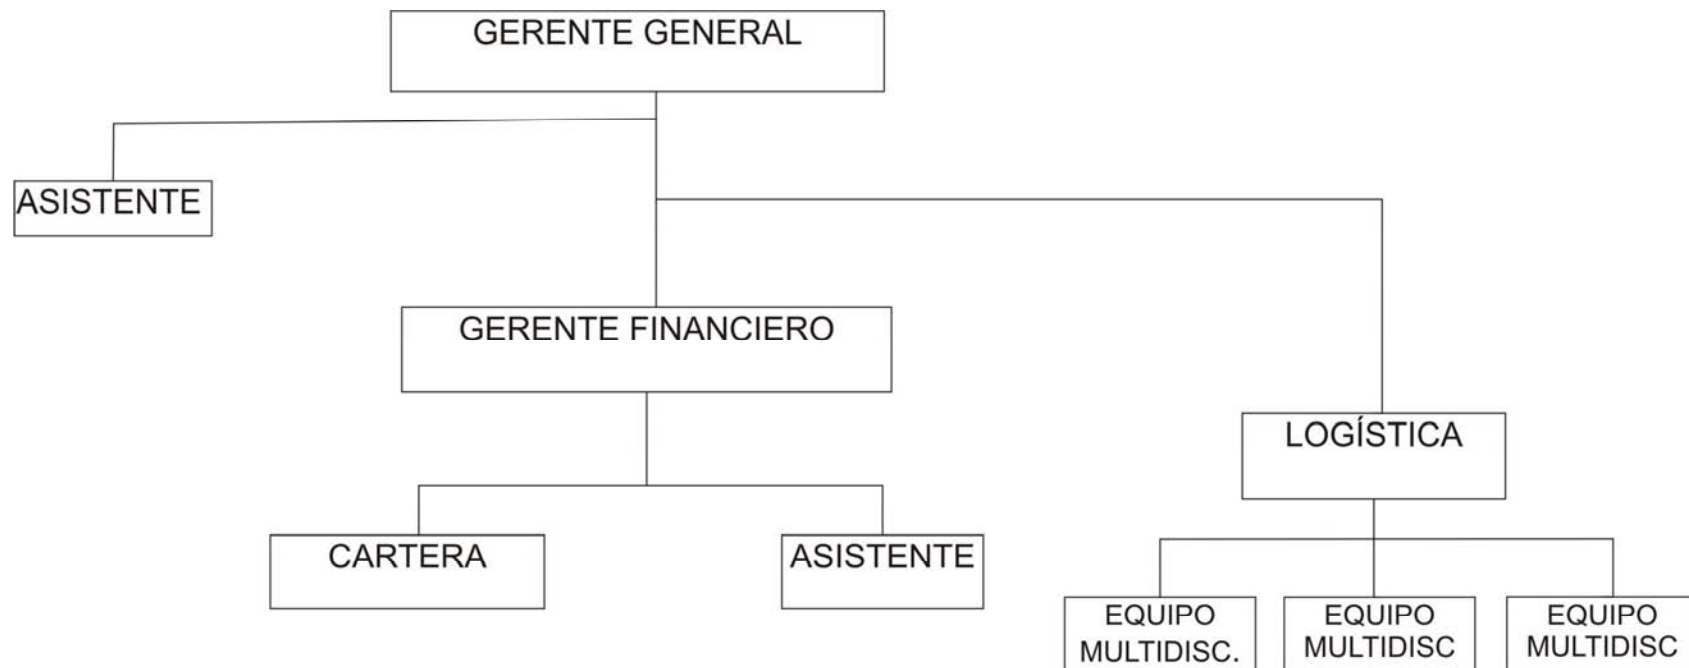 GERENTE GENERAL
ASISTENTE
GERENTE FINANCIERO
LOGÍSTICA
CARTERA
ASISTENTE
EQUIPO
MULTIDISC.
EQUIPO
MULTIDISC
EQUIPO
MULTIDISC